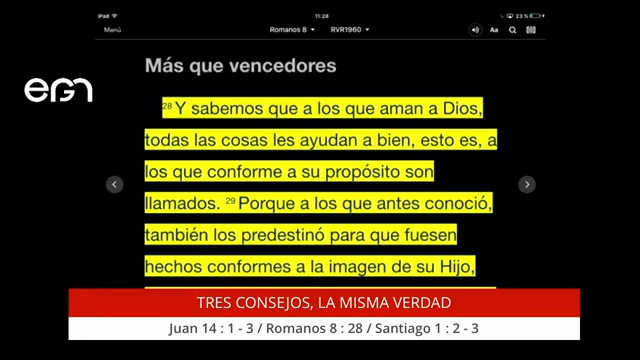 iPad
11:28
23 %
Menú
Romanos 8
RVR1960
Aa
Más que vencedores
ergn
28 Y sabemos que a los que aman a Dios,
todas las cosas les ayudan a bien, esto es, a
los que conforme a su propósito son
llamados. 29 Porque a los que antes conoció,
también los predestinó para que fuesen
hechos conformes a la imagen de su Hijo,
TRES CONSEJOS, LA MISMA VERDAD
Juan 14 : 1 - 3 / Romanos 8 : 28 / Santiago 1 : 2 - 3